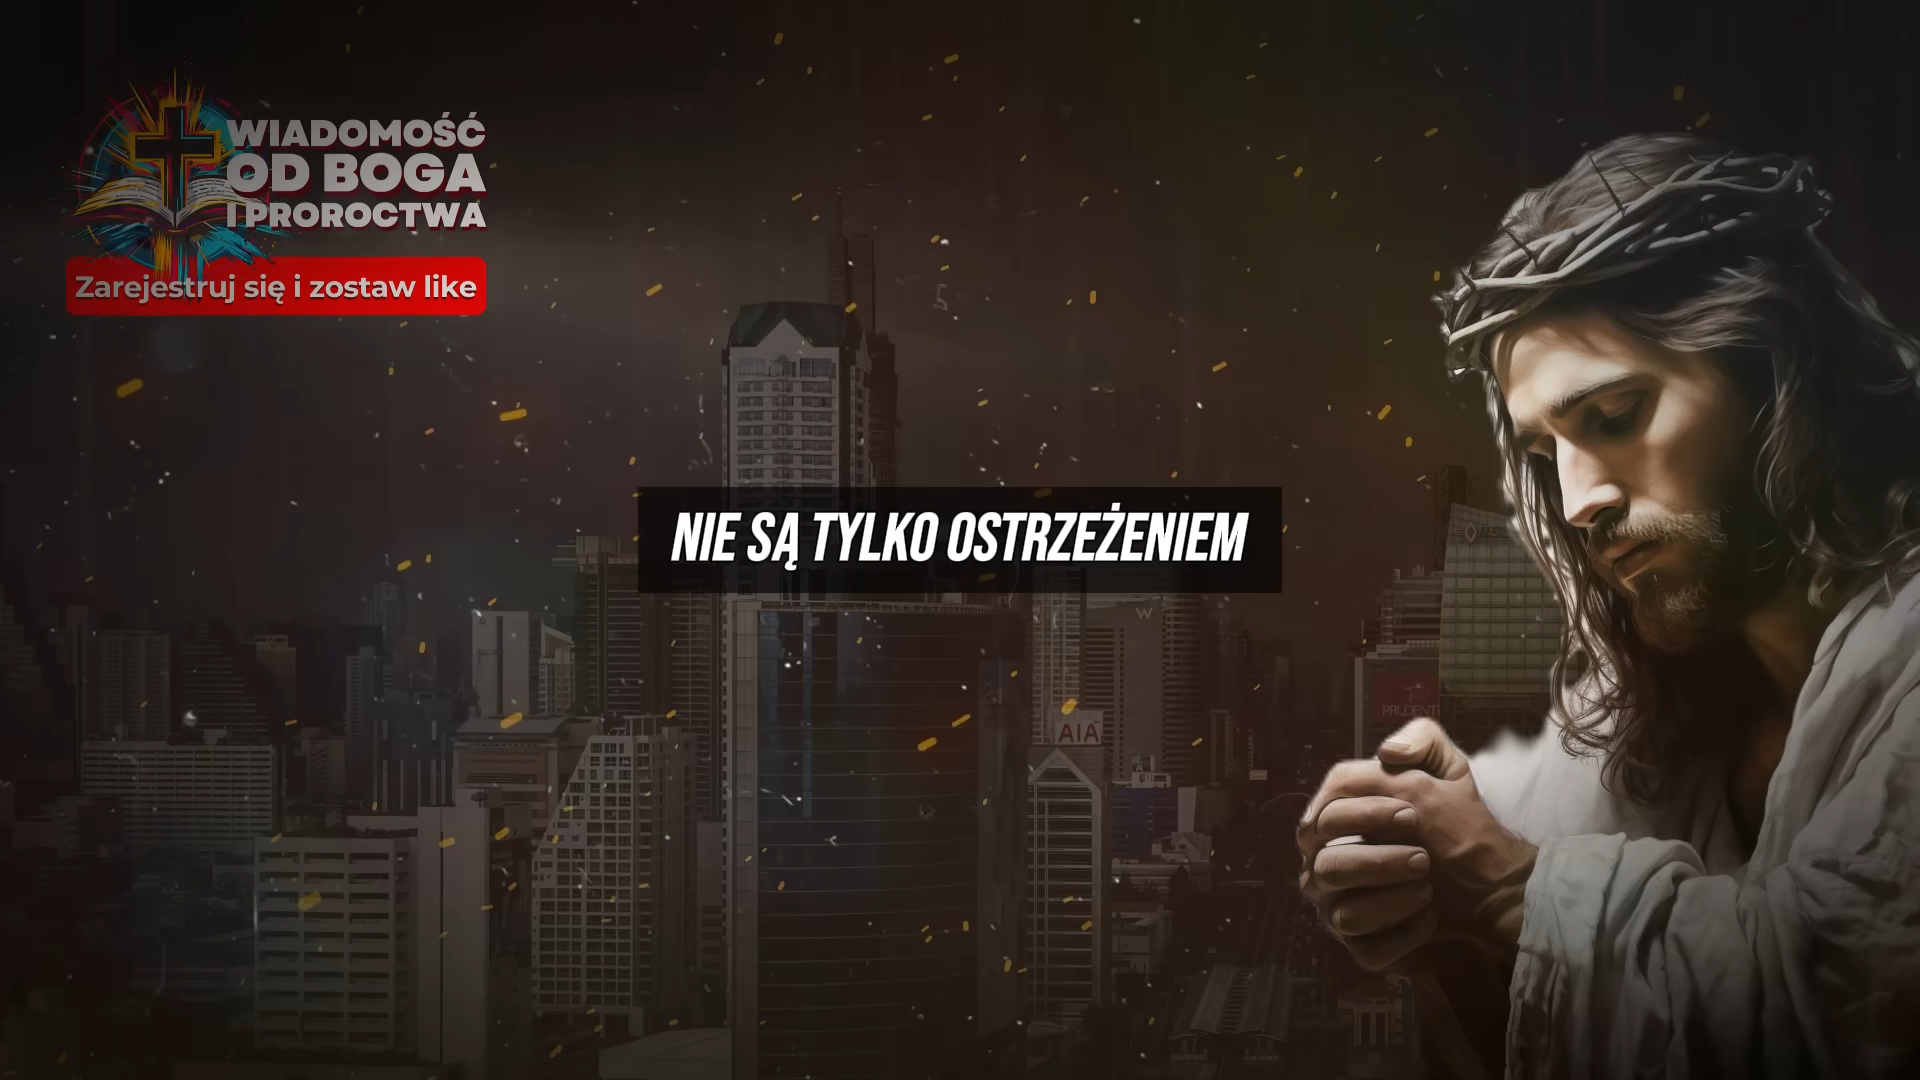 WIADOMOŚĆ
OD BOGA
I PROROCTWA
Zarejestruj się i zostaw like
NIE SĄ TYLKO OSTRZEŻENIEM
W
AIA